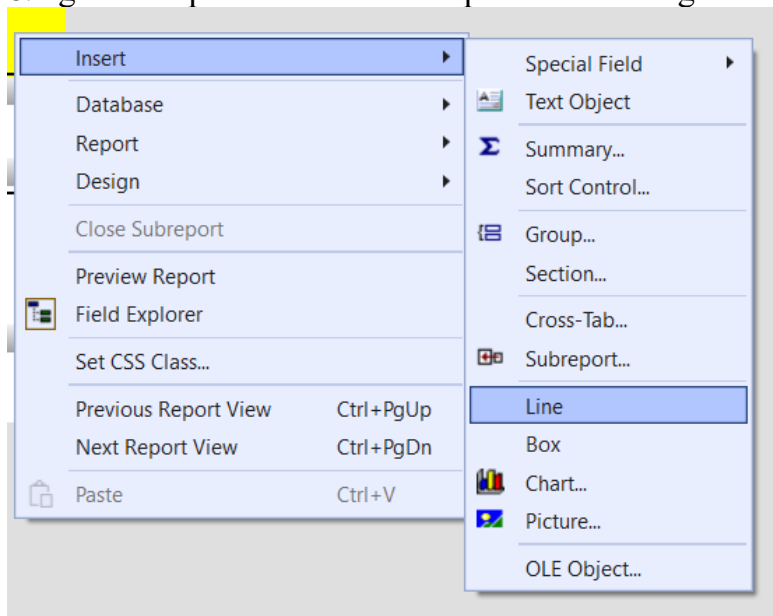 Insert
Database
Report
Design
Close Subreport
Preview Report
Field Explorer
Set CSS Class...
Previous Report View Ctrl+PgUp
Next Report View Ctrl+PgDn
Paste Ctrl+V
Special Field
Text Object
Summary...
Sort Control...
Group...
Section...
Cross-Tab...
Subreport...
Line
Box
Chart...
Picture...
OLE Object...